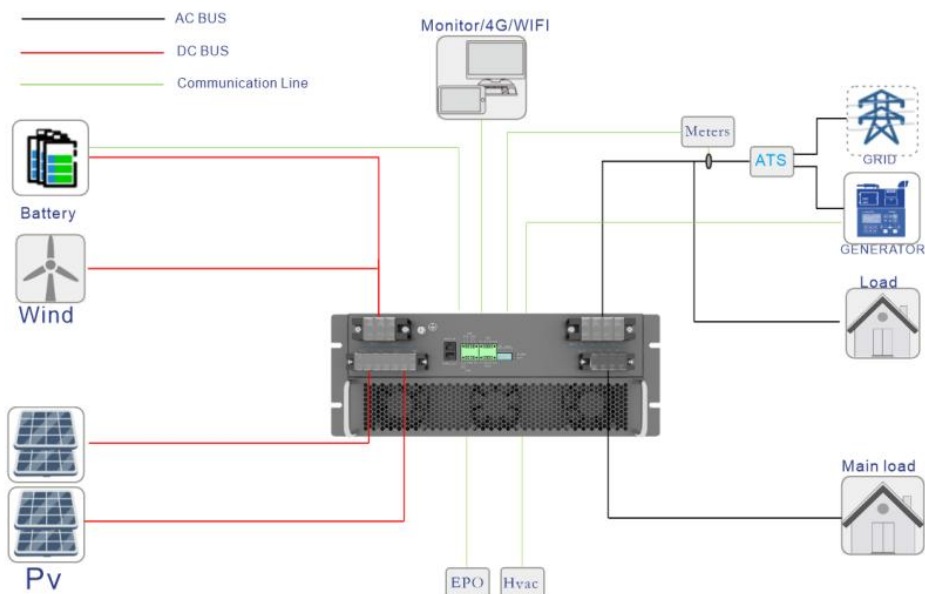 AC BUS
DC BUS
Communication Line
Monitor/4G/WIFI
Meters
ATS
GRID
Battery
GENERATOR
Wind
Load
Main load
Pv
EPO
Hvac